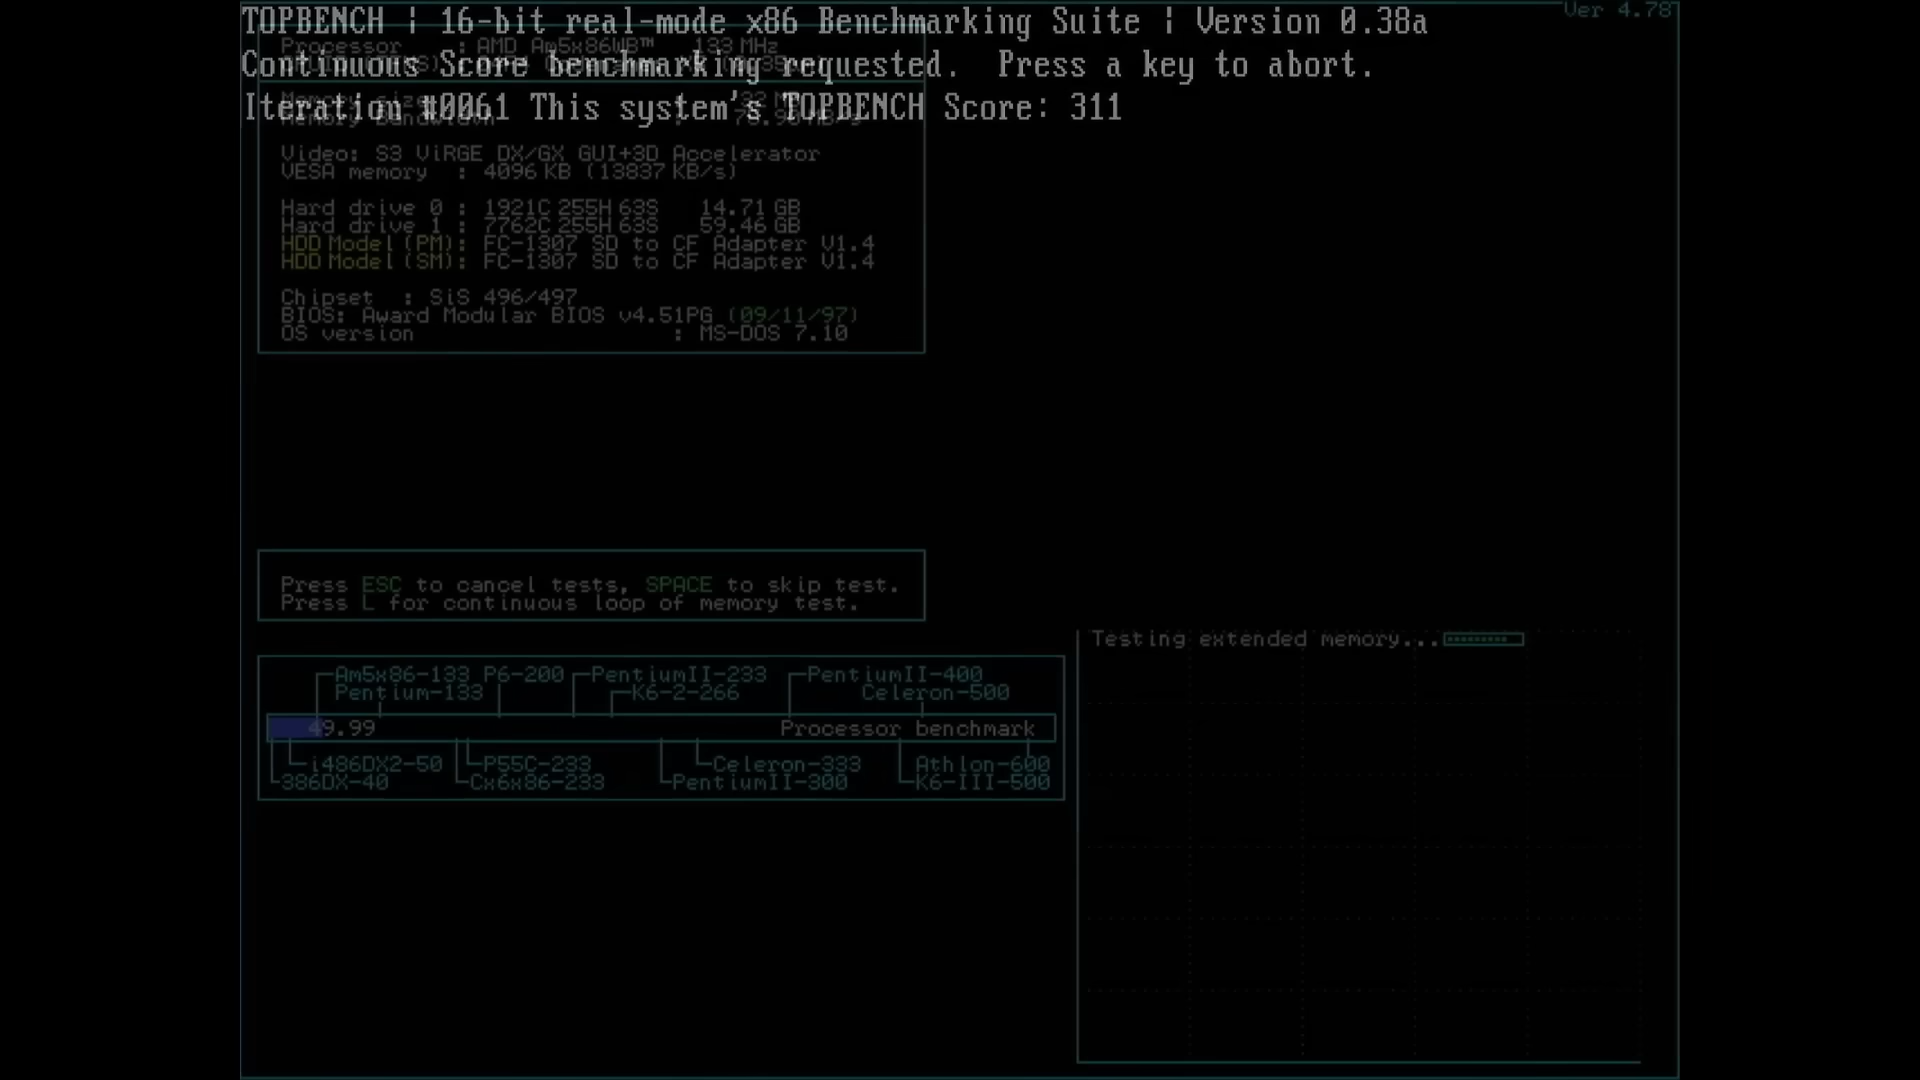 TOPBENCH | 16-bit real-mode x86 Benchmarking Suite | Version 0.38a
Ver 4.78
Processor : AMD Am5x86WB™ 133 MHz
Continuous Score benchmarking requested. Press a key to abort.
Iteration #0061 This system's TOPBENCH Score: 311
Memory Bandwidth :
Video: S3 ViRGE DX/GX GUI+3D Accelerator
VESA memory : 4096 KB (13837 KB/s)
Hard drive 0 : 1921C 255H 63S 14.71 GB
Hard drive 1 : 7762C 255H 63S 59.46 GB
HDD Model (PM): FC-1307 SD to CF Adapter V1.4
HDD Model (SM): FC-1307 SD to CF Adapter V1.4
Chipset : SiS 496/497
BIOS: Award Modular BIOS v4.51PG (09/11/97)
OS version : MS-DOS 7.10
Press ESC to cancel tests, SPACE to skip test.
Press L for continuous loop of memory test.
Testing extended memory...
Am5x86-133 P6-200 PentiumII-233 PentiumII-400
Pentium-133 K6-2-266 Celeron-500
49.99 Processor benchmark
i486DX2-50 P55C-233 Celeron-333 Athlon-600
386DX-40 Cx6x86-233 PentiumII-300 K6-III-500